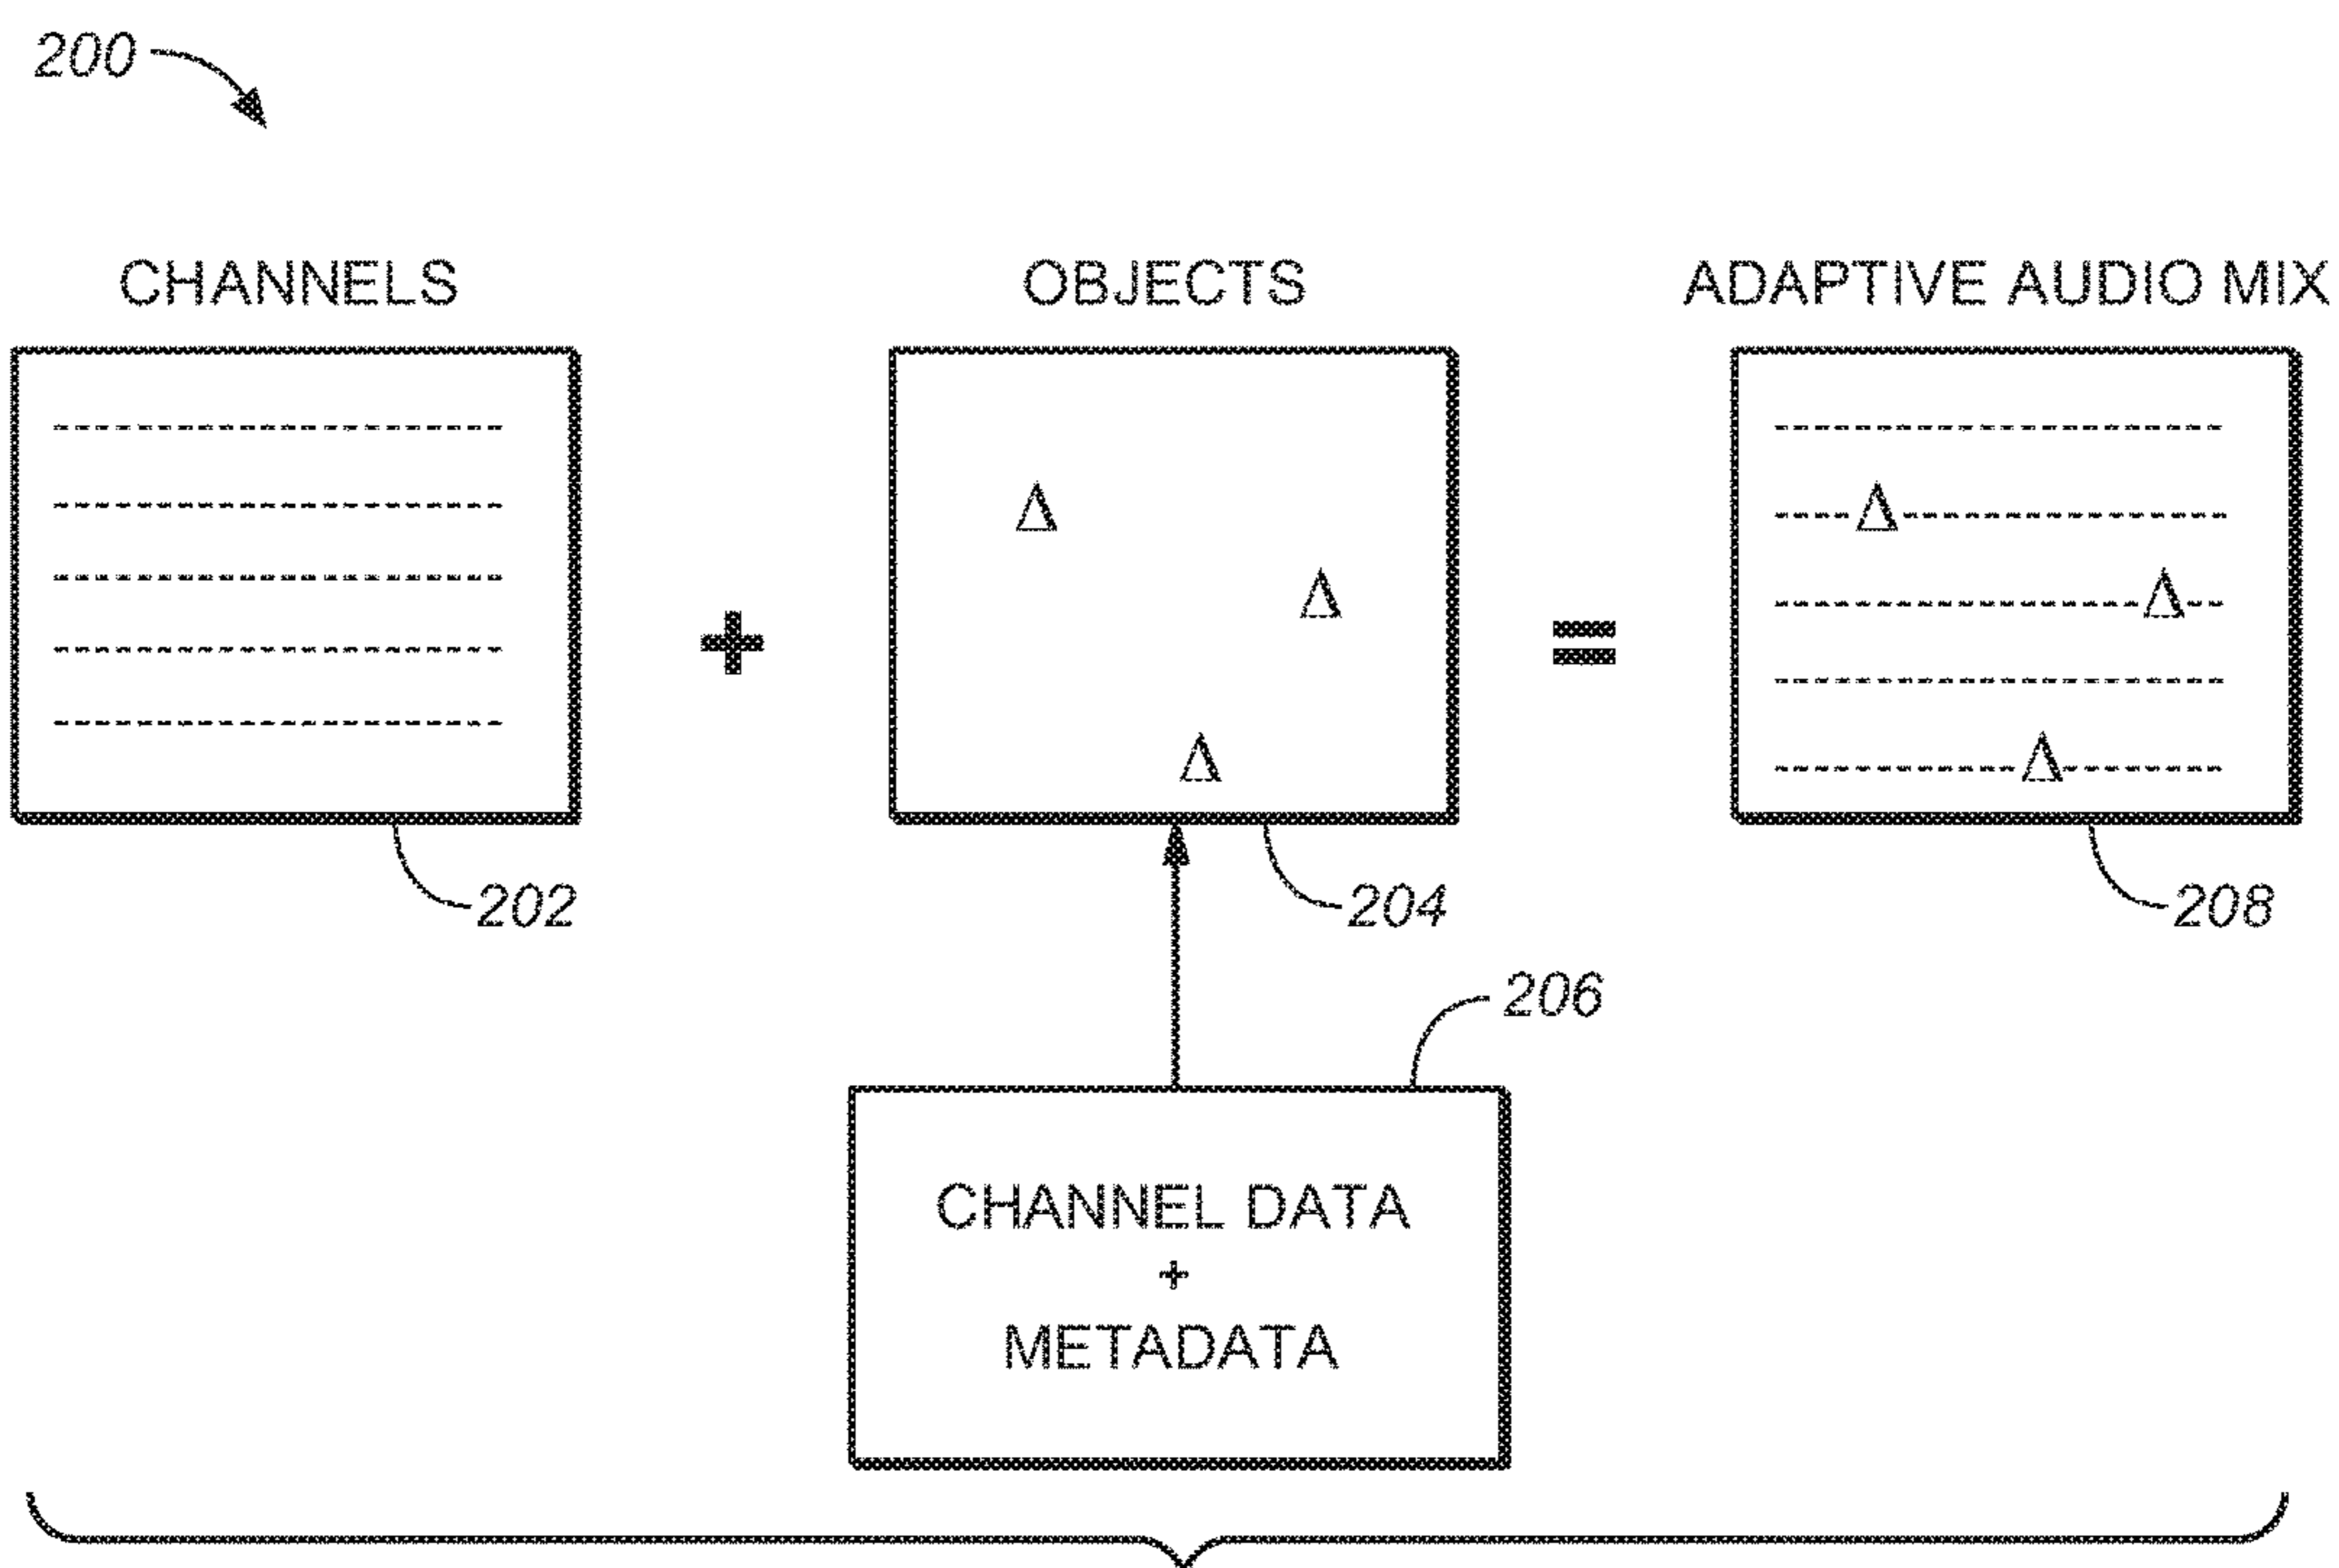 200
CHANNELS
OBJECTS
ADAPTIVE AUDIO MIX
+
=
202
204
208
206
CHANNEL DATA
+
METADATA